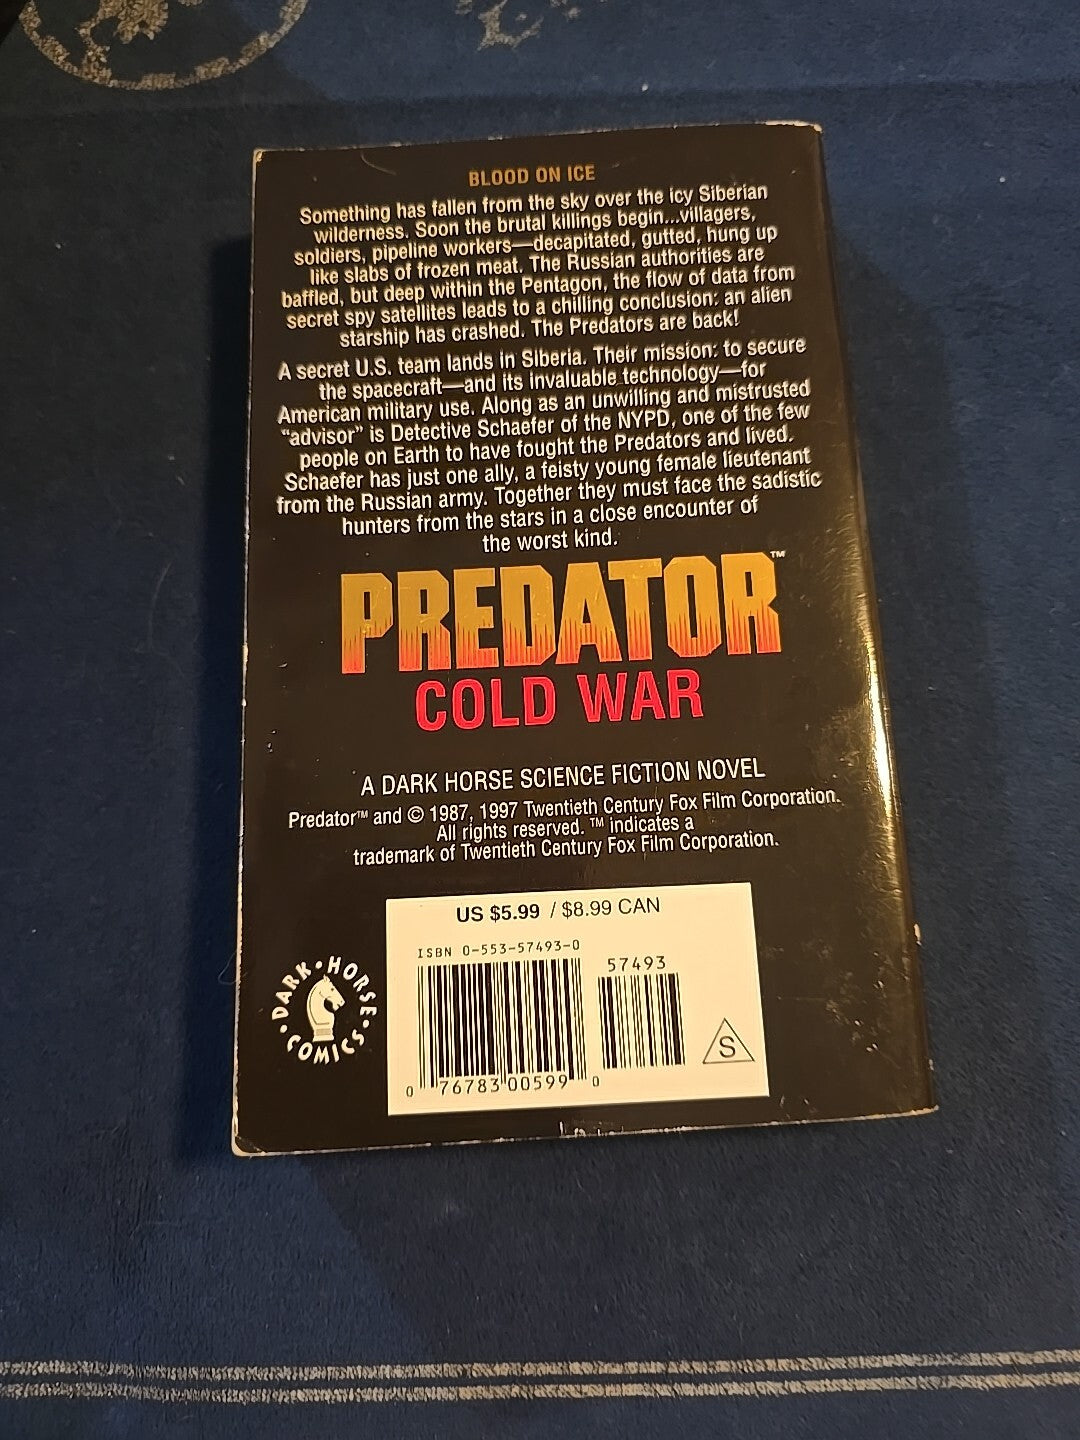 BLOOD ON ICE
Something has fallen from the sky over the icy Siberian
wilderness. Soon the brutal killings begin...villagers,
soldiers, pipeline workers—decapitated, gutted, hung up
like slabs of frozen meat. The Russian authorities are
baffled, but deep within the Pentagon, the flow of data from
secret spy satellites leads to a chilling conclusion: an alien
starship has crashed. The Predators are back!
A secret U.S. team lands in Siberia. Their mission: to secure
the spacecraft—and its invaluable technology—for
American military use. Along as an unwilling and mistrusted
"advisor" is Detective Schaefer of the NYPD, one of the few
people on Earth to have fought the Predators and lived.
Schaefer has just one ally, a feisty young female lieutenant
from the Russian army. Together they must face the sadistic
hunters from the stars in a close encounter of
the worst kind.
PREDATOR™
COLD WAR
A DARK HORSE SCIENCE FICTION NOVEL
Predator™ and © 1987, 1997 Twentieth Century Fox Film Corporation.
All rights reserved. ™ indicates a
trademark of Twentieth Century Fox Film Corporation.
US $5.99 / $8.99 CAN
ISBN 0-553-57493-0
57493
0 76783 00599 0
S
DARK • HORSE • COMICS •